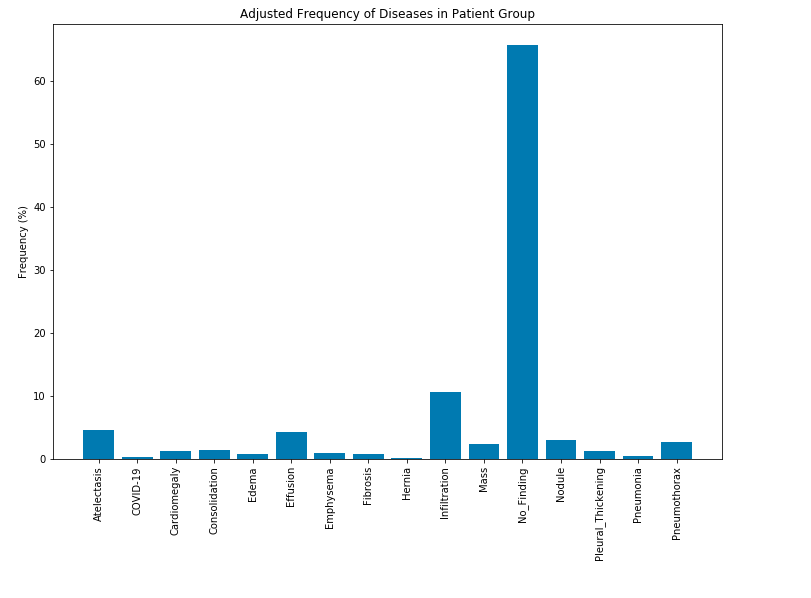 Adjusted Frequency of Diseases in Patient Group
Frequency (%)
60
50
40
30
20
10
0
Atelectasis
COVID-19
Cardiomegaly
Consolidation
Edema
Effusion
Emphysema
Fibrosis
Hernia
Infiltration
Mass
No_Finding
Nodule
Pleural_Thickening
Pneumonia
Pneumothorax